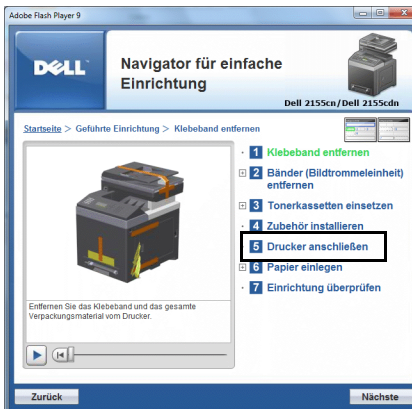 Adobe Flash Player 9
DELL
Navigator für einfache
Einrichtung
Dell 2155cn/Dell 2155cdn
Startseite > Geführte Einrichtung > Klebeband entfernen
1 Klebeband entfernen
2 Bänder (Bildtrommeleinheit)
entfernen
3 Tonerkassetten einsetzen
4 Zubehör installieren
5 Drucker anschließen
6 Papier einlegen
7 Einrichtung überprüfen
Entfernen Sie das Klebeband und das gesamte
Verpackungsmaterial vom Drucker.
Zurück
Nächste